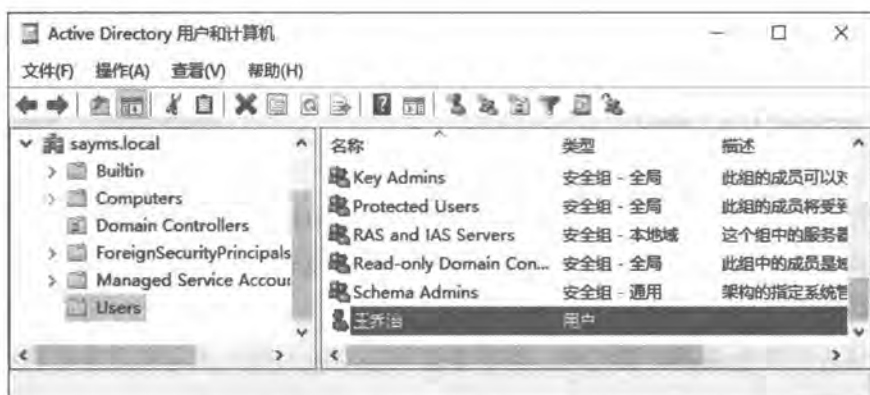 Active Directory 用户和计算机
文件(F) 操作(A) 查看(V) 帮助(H)
sayms.local
Builtin
Computers
Domain Controllers
ForeignSecurityPrincipals
Managed Service Accour
Users
名称 类型 描述
Key Admins 安全组 - 全局 此组的成员可以对
Protected Users 安全组 - 全局 此组的成员将受到
RAS and IAS Servers 安全组 - 本地域 这个组中的服务器
Read-only Domain Con... 安全组 - 全局 此组中的成员是域
Schema Admins 安全组 - 通用 架构的指定系统管
王乔治 用户